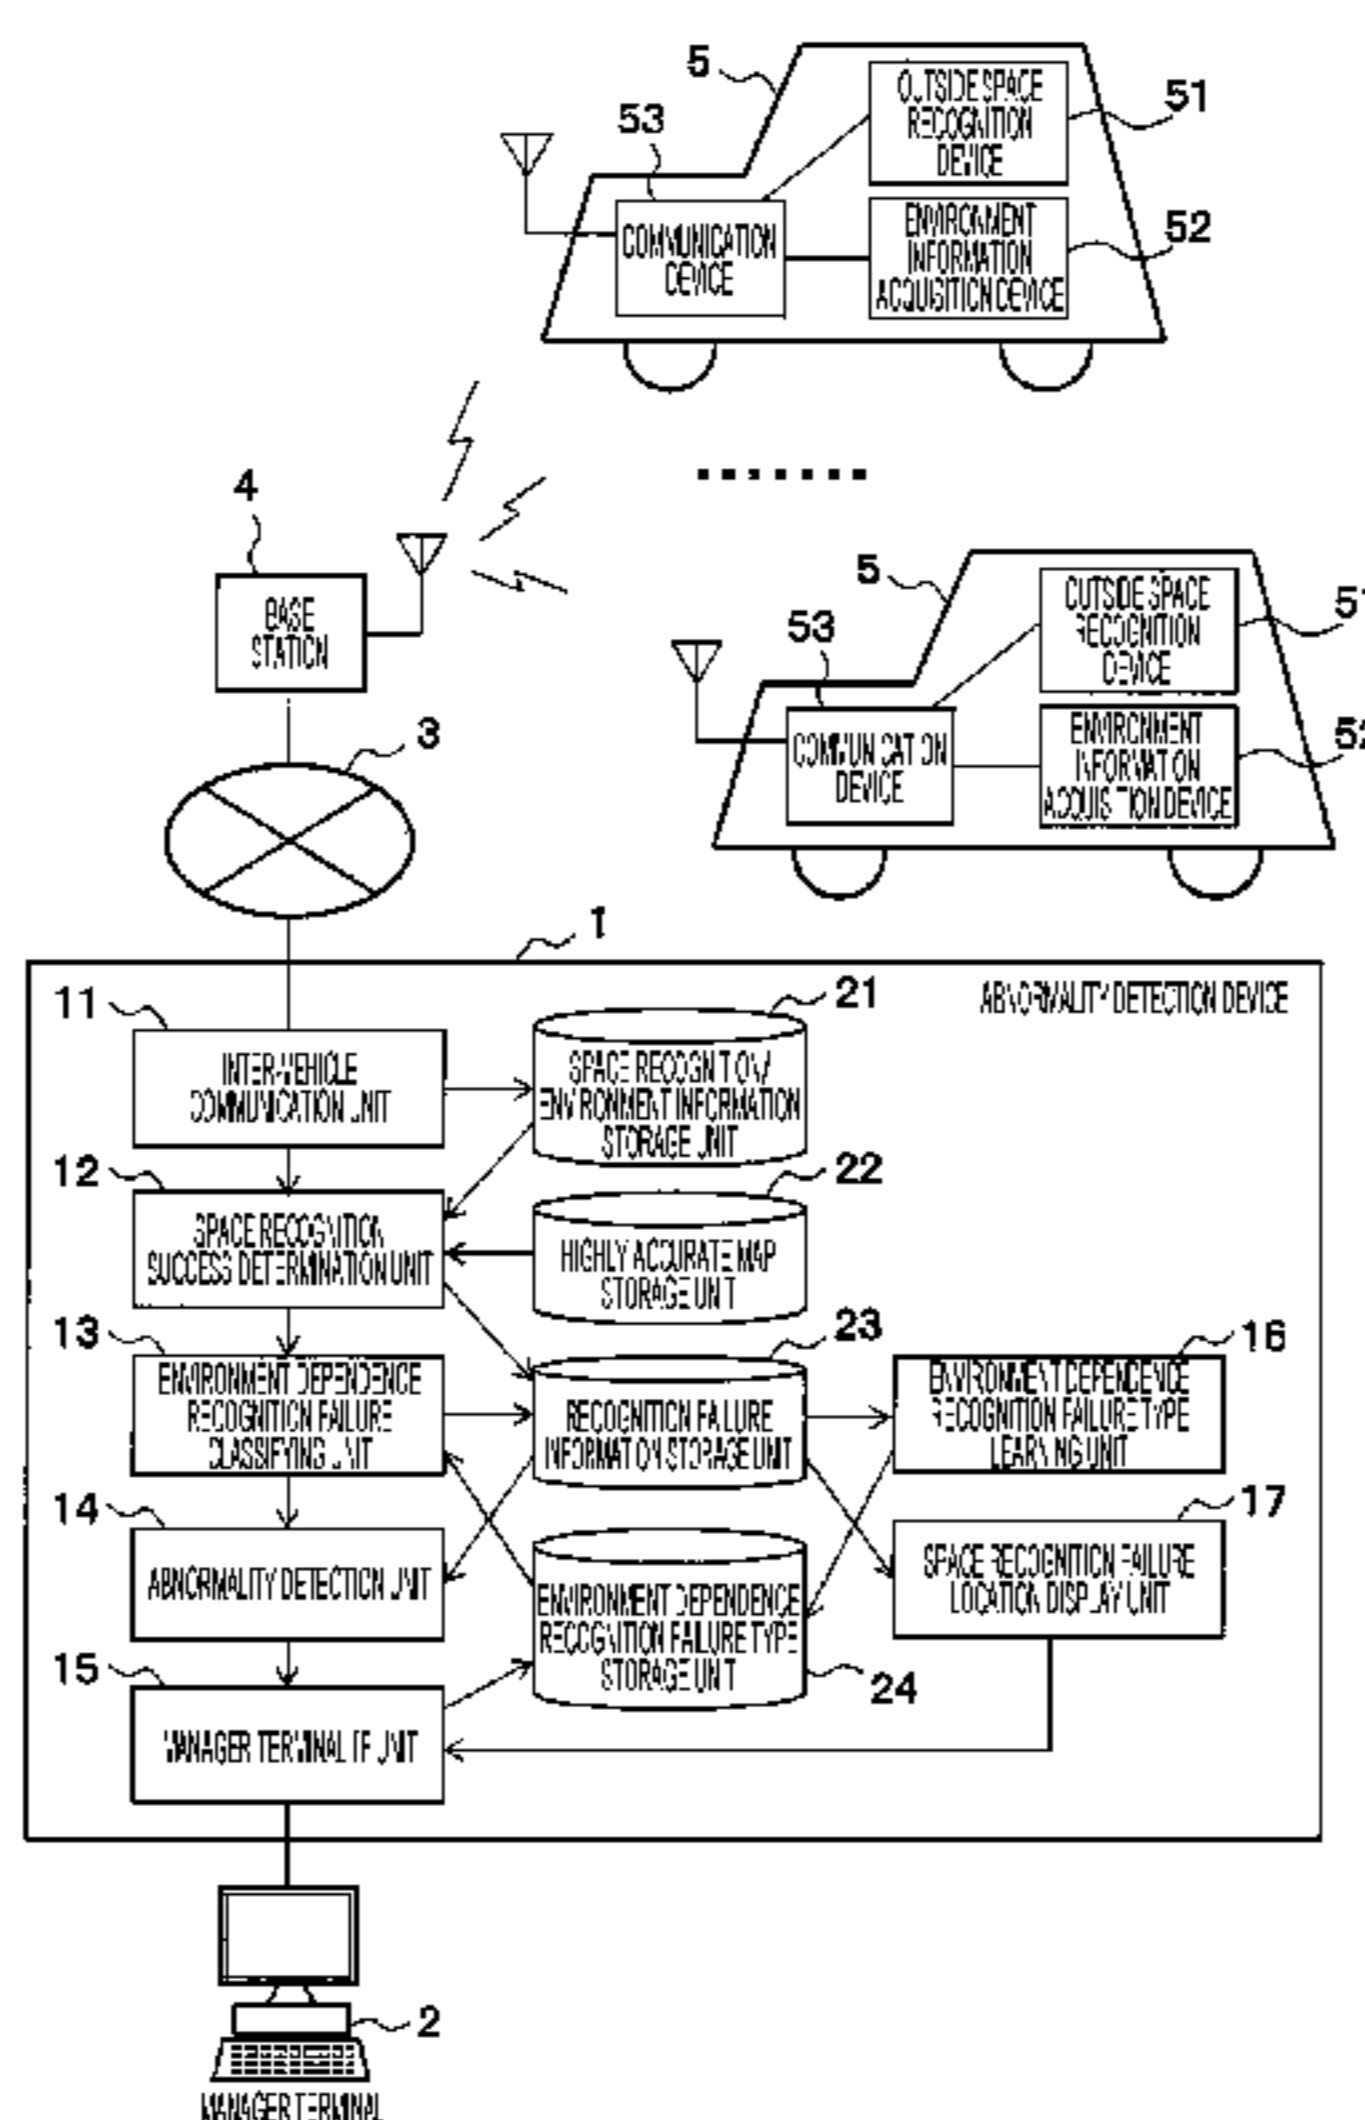 5
OUTSIDE SPACE
RECOGNITION
DEVICE
51
53
COMMUNICATION
DEVICE
ENVIRONMENT
INFORMATION
ACQUISITION DEVICE
52
4
BASE
STATION
5
OUTSIDE SPACE
RECOGNITION
DEVICE
51
53
COMMUNICATION
DEVICE
ENVIRONMENT
INFORMATION
ACQUISITION DEVICE
52
3
1
ABNORMALITY DETECTION DEVICE
11
INTER-VEHICLE
COMMUNICATION UNIT
21
SPACE RECOGNITION/
ENVIRONMENT INFORMATION
STORAGE UNIT
12
SPACE RECOGNITION
SUCCESS DETERMINATION UNIT
22
HIGHLY ACCURATE MAP
STORAGE UNIT
13
ENVIRONMENT DEPENDENCE
RECOGNITION FAILURE
CLASSIFYING UNIT
23
RECOGNITION FAILURE
INFORMATION STORAGE UNIT
16
ENVIRONMENT DEPENDENCE
RECOGNITION FAILURE TYPE
LEARNING UNIT
14
ABNORMALITY DETECTION UNIT
ENVIRONMENT DEPENDENCE
RECOGNITION FAILURE TYPE
STORAGE UNIT
24
17
SPACE RECOGNITION FAILURE
LOCATION DISPLAY UNIT
15
MANAGER TERMINAL IF UNIT
2
MANAGER TERMINAL